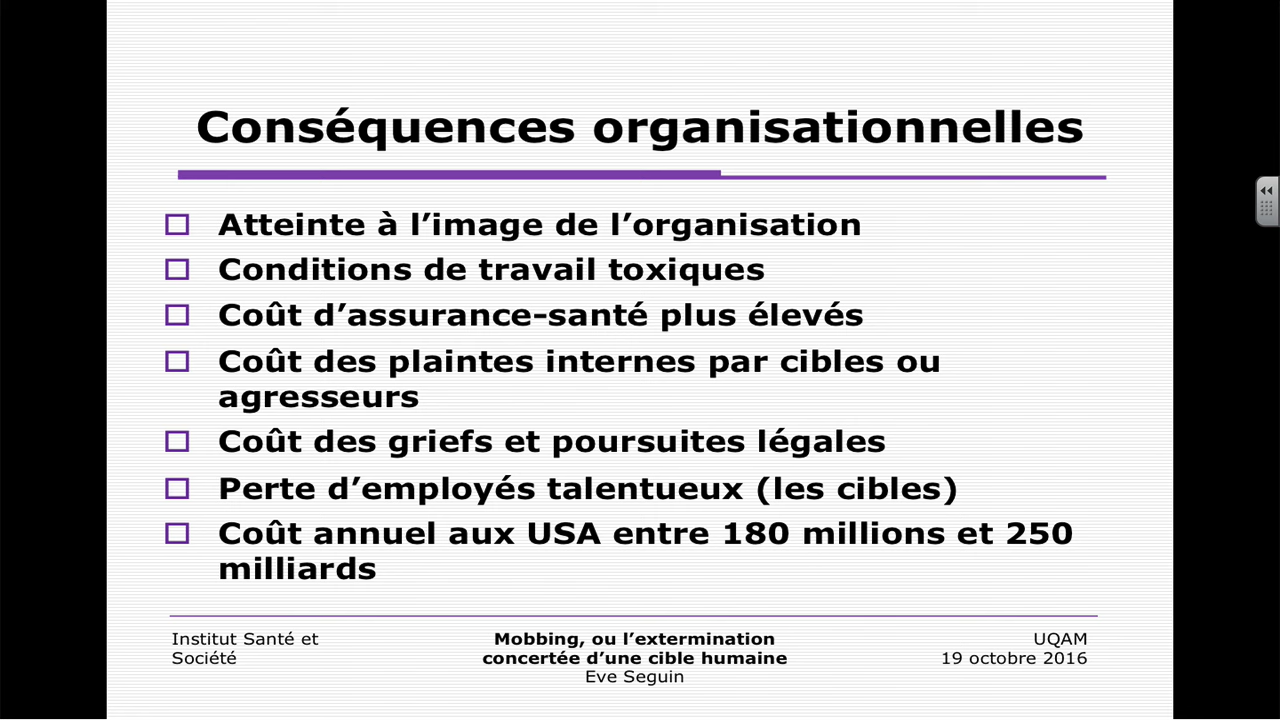 Conséquences organisationnelles
Atteinte à l’image de l’organisation
Conditions de travail toxiques
Coût d’assurance-santé plus élevés
Coût des plaintes internes par cibles ou
agresseurs
Coût des griefs et poursuites légales
Perte d’employés talentueux (les cibles)
Coût annuel aux USA entre 180 millions et 250
milliards
Institut Santé et
Société
Mobbing, ou l’extermination
concertée d’une cible humaine
Eve Seguin
UQAM
19 octobre 2016